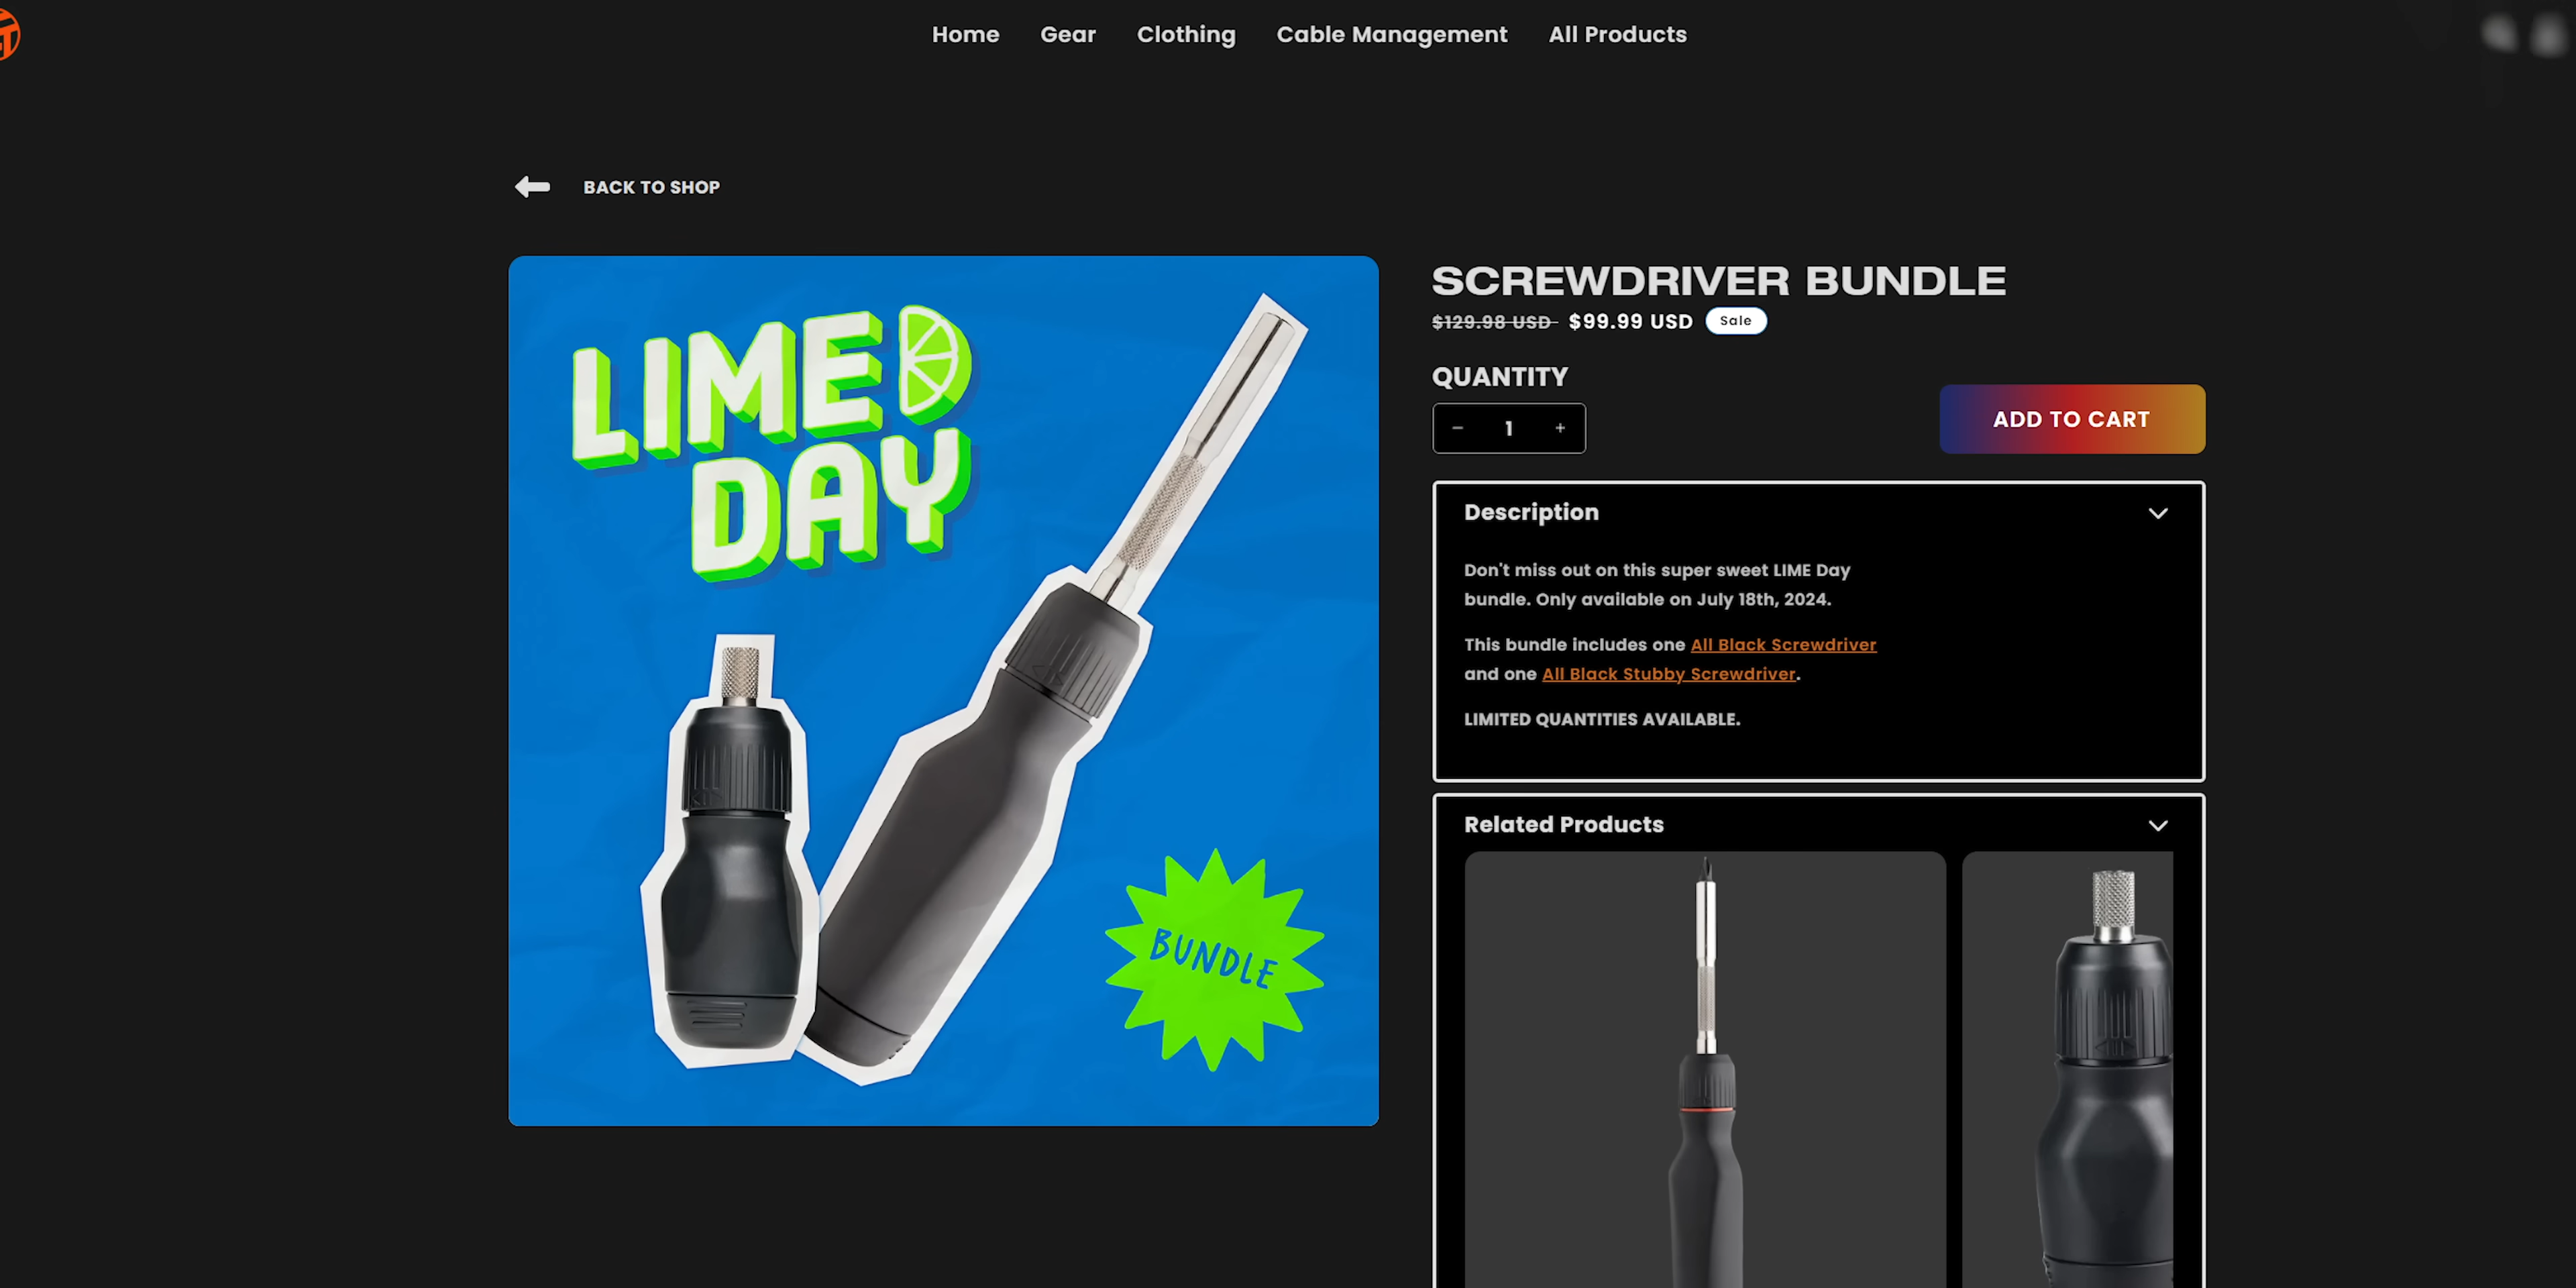 Home Gear Clothing Cable Management All Products
BACK TO SHOP
LIMED
DAY
BUNDLE
SCREWDRIVER BUNDLE
$129.98 USD $99.99 USD Sale
QUANTITY
− 1 +
ADD TO CART
Description
Don't miss out on this super sweet LIME Day
bundle. Only available on July 18th, 2024.
This bundle includes one All Black Screwdriver
and one All Black Stubby Screwdriver.
LIMITED QUANTITIES AVAILABLE.
Related Products